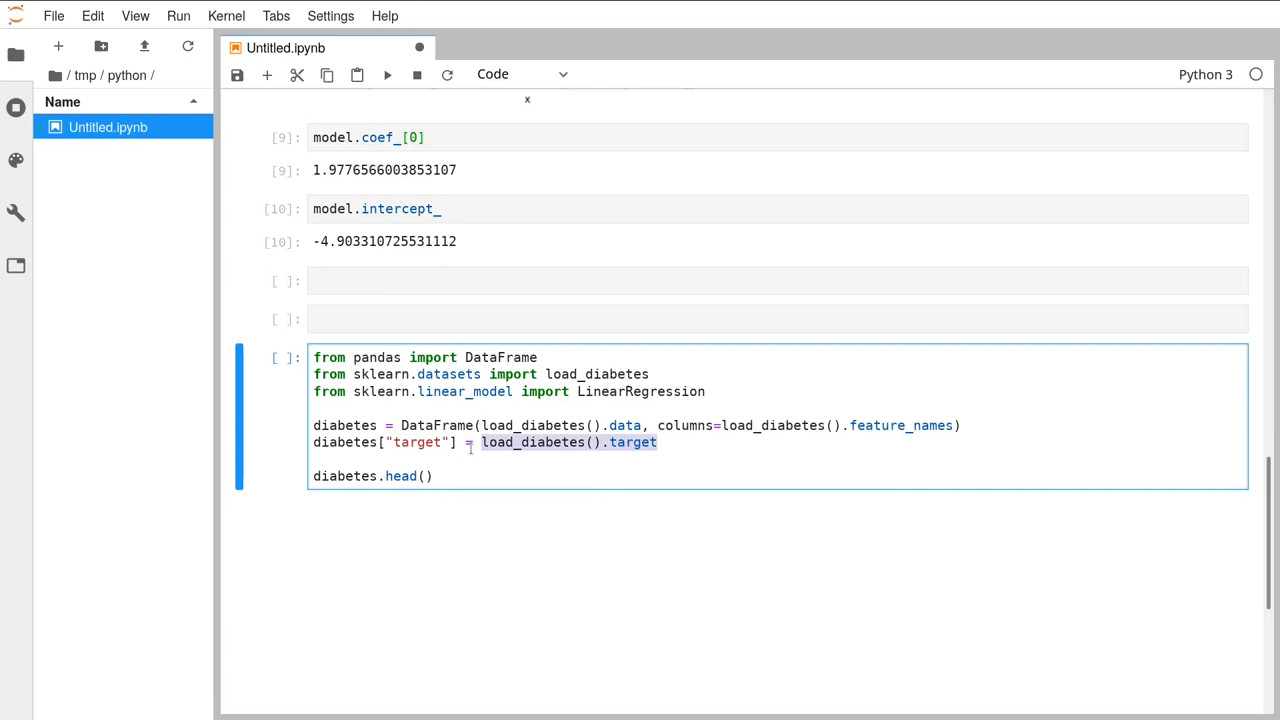 File Edit View Run Kernel Tabs Settings Help
Untitled.ipynb
/ tmp / python /
Code
Python 3
Name
Untitled.ipynb
x
[9]: model.coef_[0]
[9]: 1.9776566003853107
[10]: model.intercept_
[10]: -4.903310725531112
[ ]:
[ ]:
[ ]: from pandas import DataFrame
from sklearn.datasets import load_diabetes
from sklearn.linear_model import LinearRegression
diabetes = DataFrame(load_diabetes().data, columns=load_diabetes().feature_names)
diabetes["target"] = load_diabetes().target
diabetes.head()